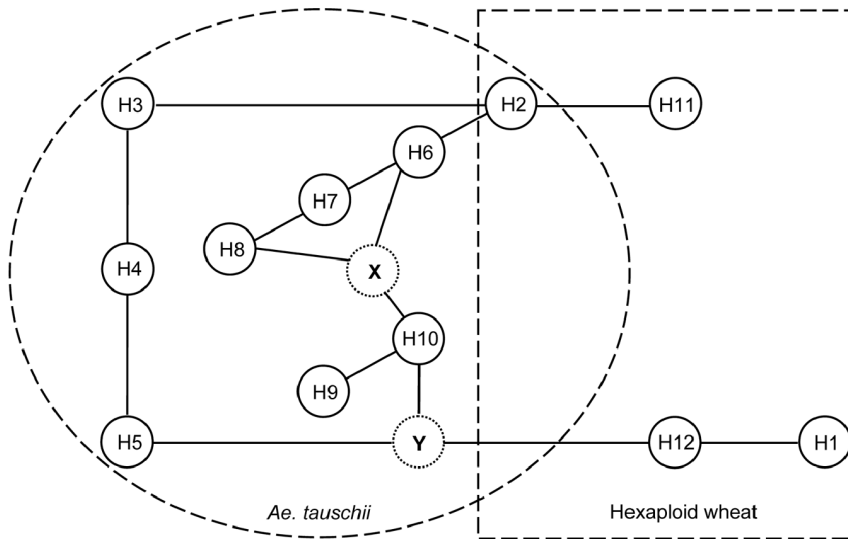 H3
H2
H11
H6
H7
H8
X
H4
H10
H9
H5
Y
H12
H1
Ae. tauschii
Hexaploid wheat